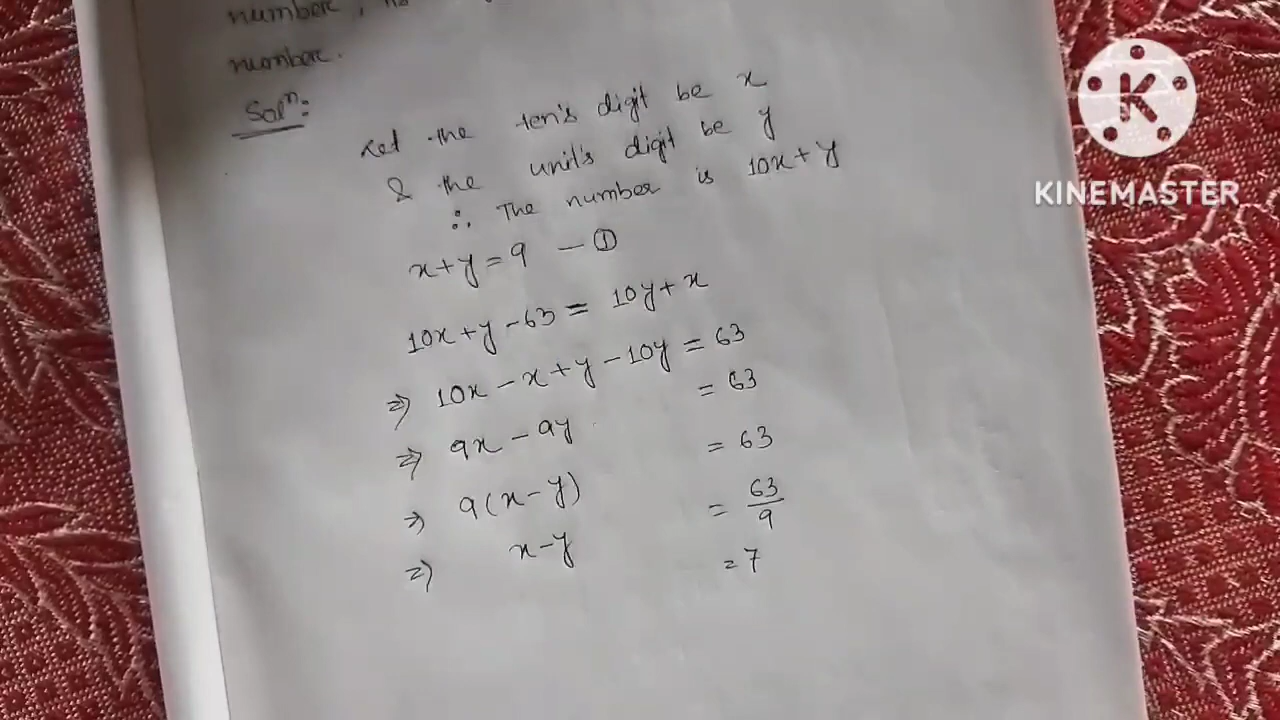 number,
number.
Solⁿ:
Let the ten's digit be x
& the unit's digit be y
∴ The number is 10x + y
x + y = 9 — ①
10x + y - 63 = 10y + x
⇒ 10x - x + y - 10y = 63
⇒ 9x - 9y = 63
⇒ 9(x - y) = 63
⇒ x - y = 63/9
= 7
K
KINEMASTER